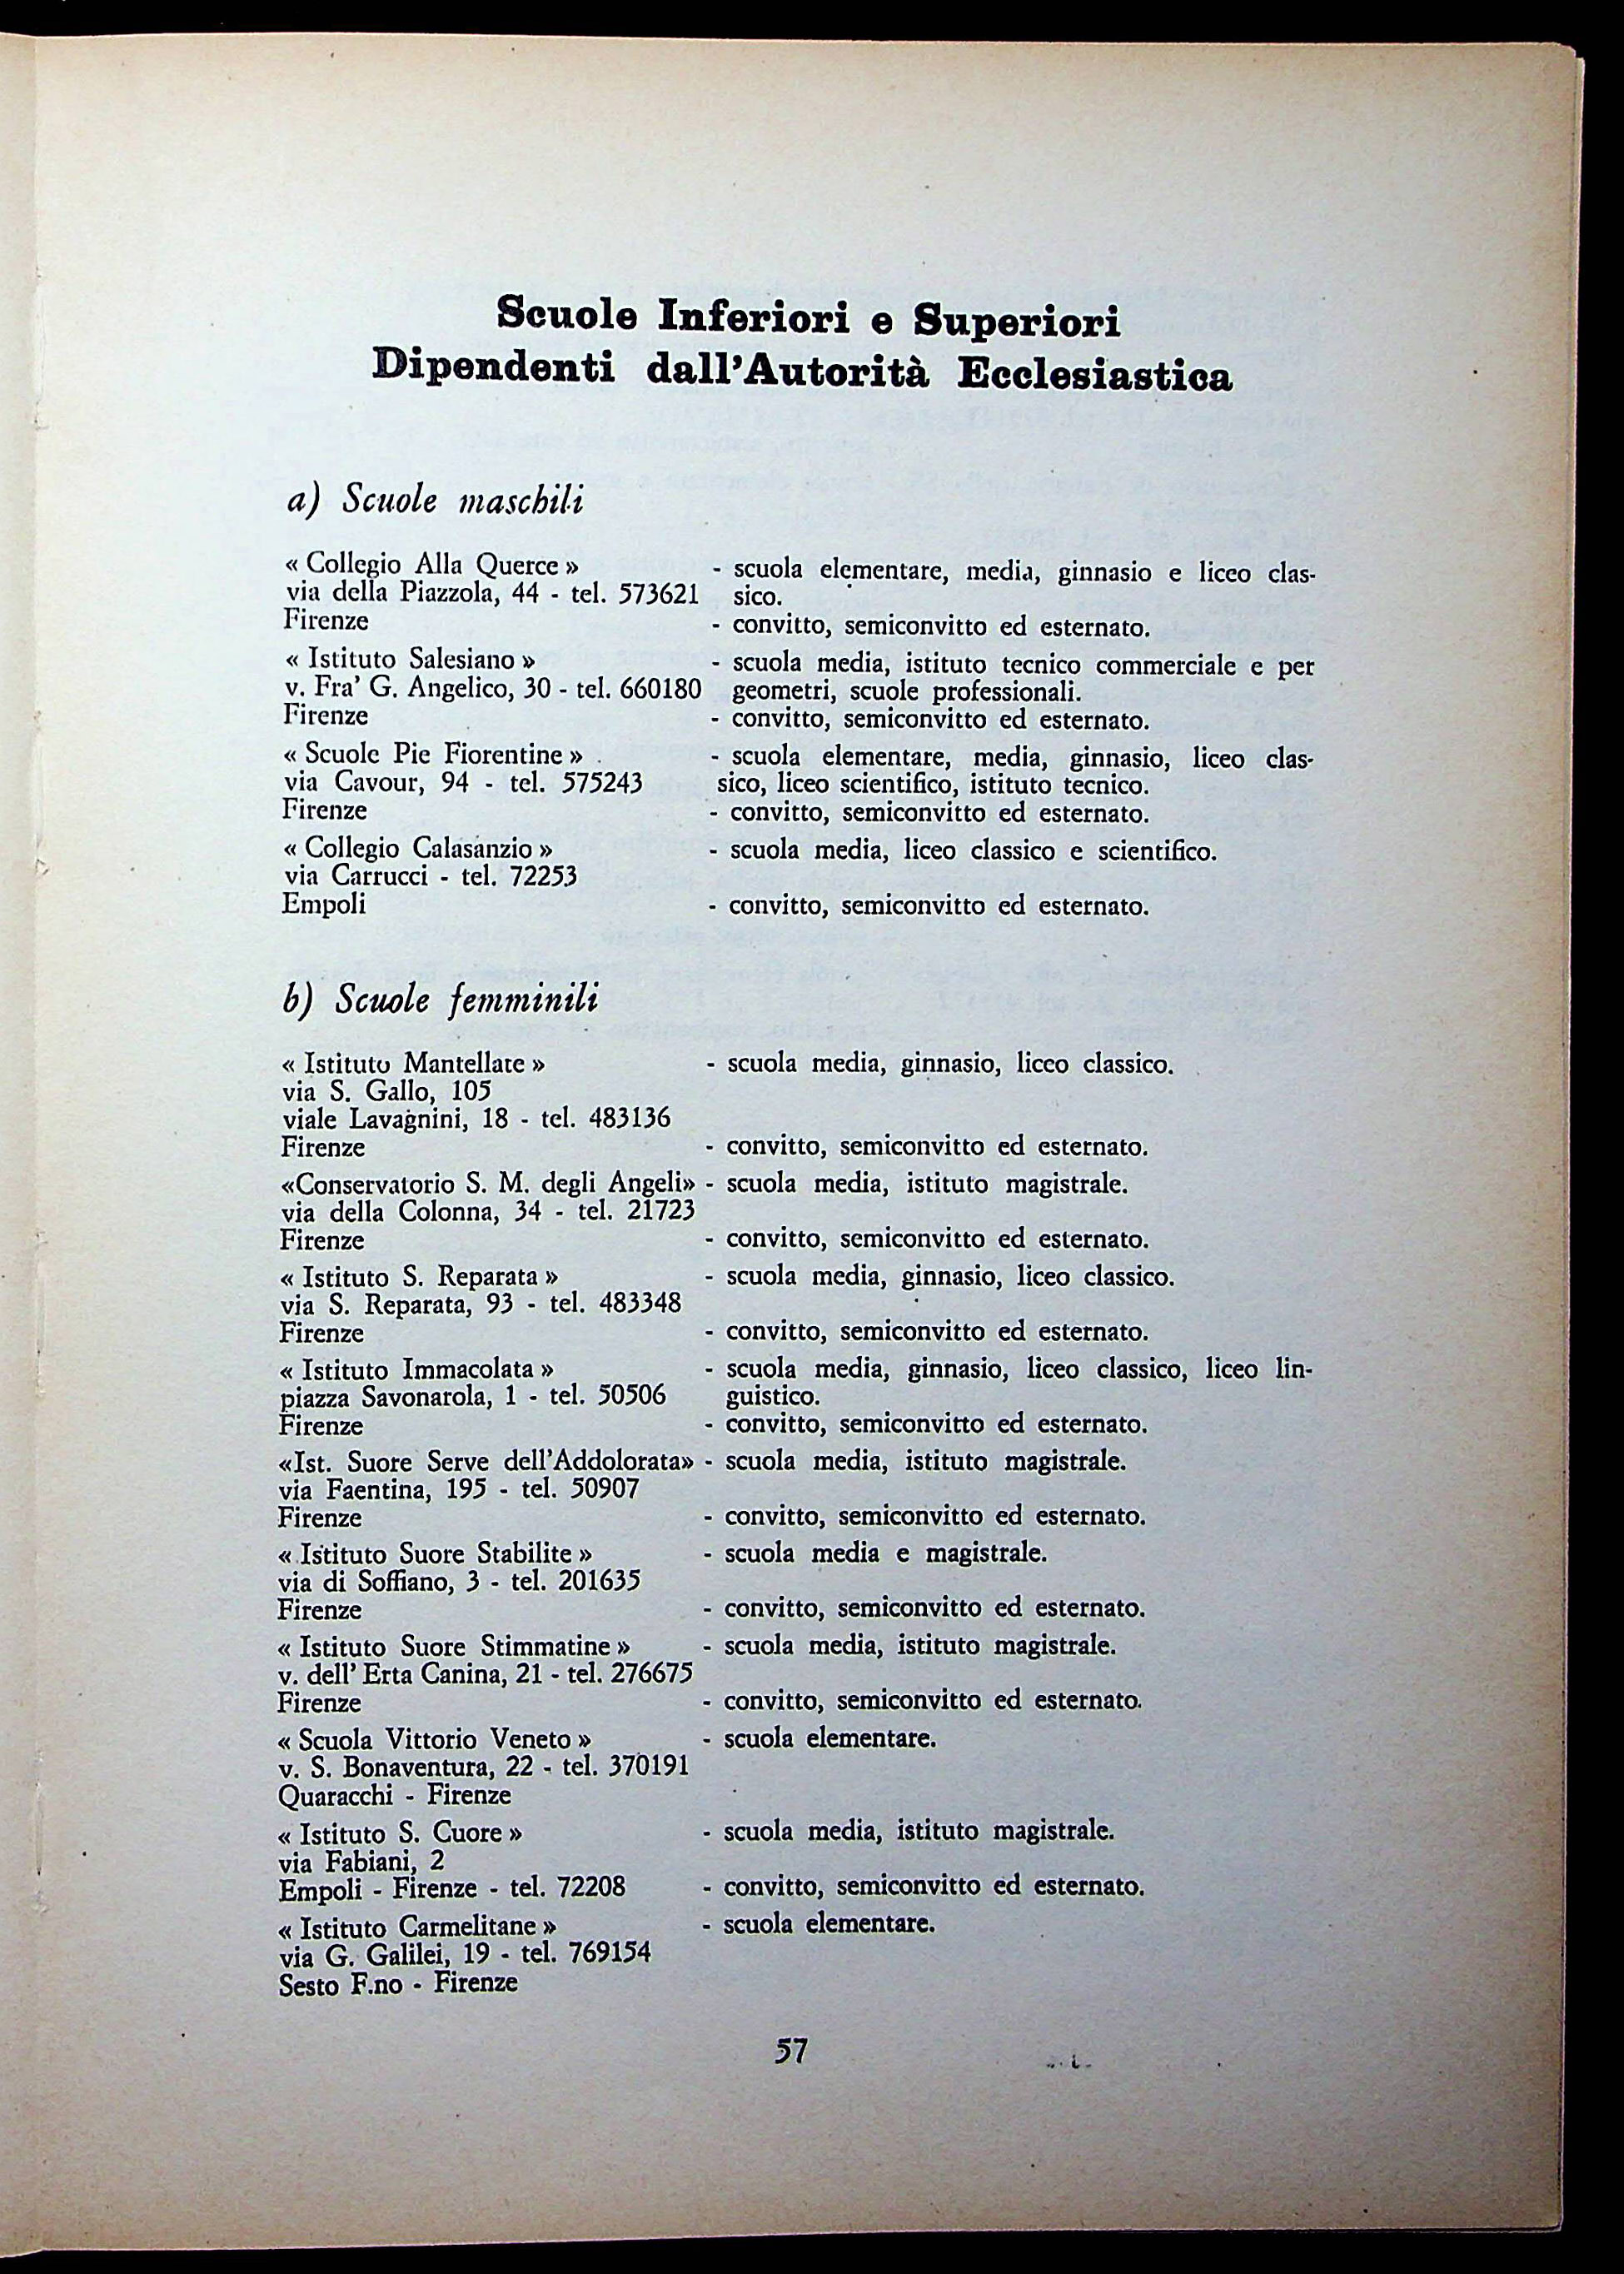 Scuole Inferiori e Superiori
Dipendenti dall'Autorità Ecclesiastica
a) Scuole maschili
« Collegio Alla Querce » - scuola elementare, media, ginnasio e liceo clas-
via della Piazzola, 44 - tel. 573621 sico.
Firenze - convitto, semiconvitto ed esternato.
« Istituto Salesiano » - scuola media, istituto tecnico commerciale e per
v. Fra' G. Angelico, 30 - tel. 660180 geometri, scuole professionali.
Firenze - convitto, semiconvitto ed esternato.
« Scuole Pie Fiorentine » - scuola elementare, media, ginnasio, liceo clas-
via Cavour, 94 - tel. 575243 sico, liceo scientifico, istituto tecnico.
Firenze - convitto, semiconvitto ed esternato.
« Collegio Calasanzio » - scuola media, liceo classico e scientifico.
via Carrucci - tel. 72253
Empoli - convitto, semiconvitto ed esternato.
b) Scuole femminili
« Istituto Mantellate » - scuola media, ginnasio, liceo classico.
via S. Gallo, 105
viale Lavagnini, 18 - tel. 483136
Firenze - convitto, semiconvitto ed esternato.
«Conservatorio S. M. degli Angeli» - scuola media, istituto magistrale.
via della Colonna, 34 - tel. 21723
Firenze - convitto, semiconvitto ed esternato.
« Istituto S. Reparata » - scuola media, ginnasio, liceo classico.
via S. Reparata, 93 - tel. 483348
Firenze - convitto, semiconvitto ed esternato.
« Istituto Immacolata » - scuola media, ginnasio, liceo classico, liceo lin-
piazza Savonarola, 1 - tel. 50506 guistico.
Firenze - convitto, semiconvitto ed esternato.
«Ist. Suore Serve dell'Addolorata» - scuola media, istituto magistrale.
via Faentina, 195 - tel. 50907
Firenze - convitto, semiconvitto ed esternato.
« Istituto Suore Stabilite » - scuola media e magistrale.
via di Soffiano, 3 - tel. 201635
Firenze - convitto, semiconvitto ed esternato.
« Istituto Suore Stimmatine » - scuola media, istituto magistrale.
v. dell' Erta Canina, 21 - tel. 276675
Firenze - convitto, semiconvitto ed esternato.
« Scuola Vittorio Veneto » - scuola elementare.
v. S. Bonaventura, 22 - tel. 370191
Quaracchi - Firenze
« Istituto S. Cuore » - scuola media, istituto magistrale.
via Fabiani, 2
Empoli - Firenze - tel. 72208 - convitto, semiconvitto ed esternato.
« Istituto Carmelitane » - scuola elementare.
via G. Galilei, 19 - tel. 769154
Sesto F.no - Firenze
57